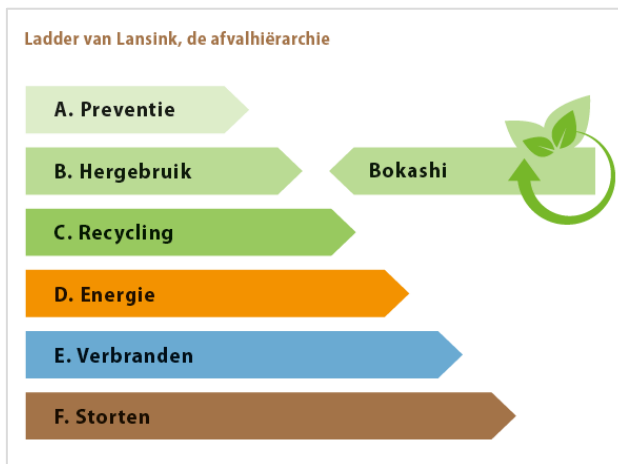 Ladder van Lansink, de afvalhiërarchie
A. Preventie
B. Hergebruik
Bokashi
C. Recycling
D. Energie
E. Verbranden
F. Storten